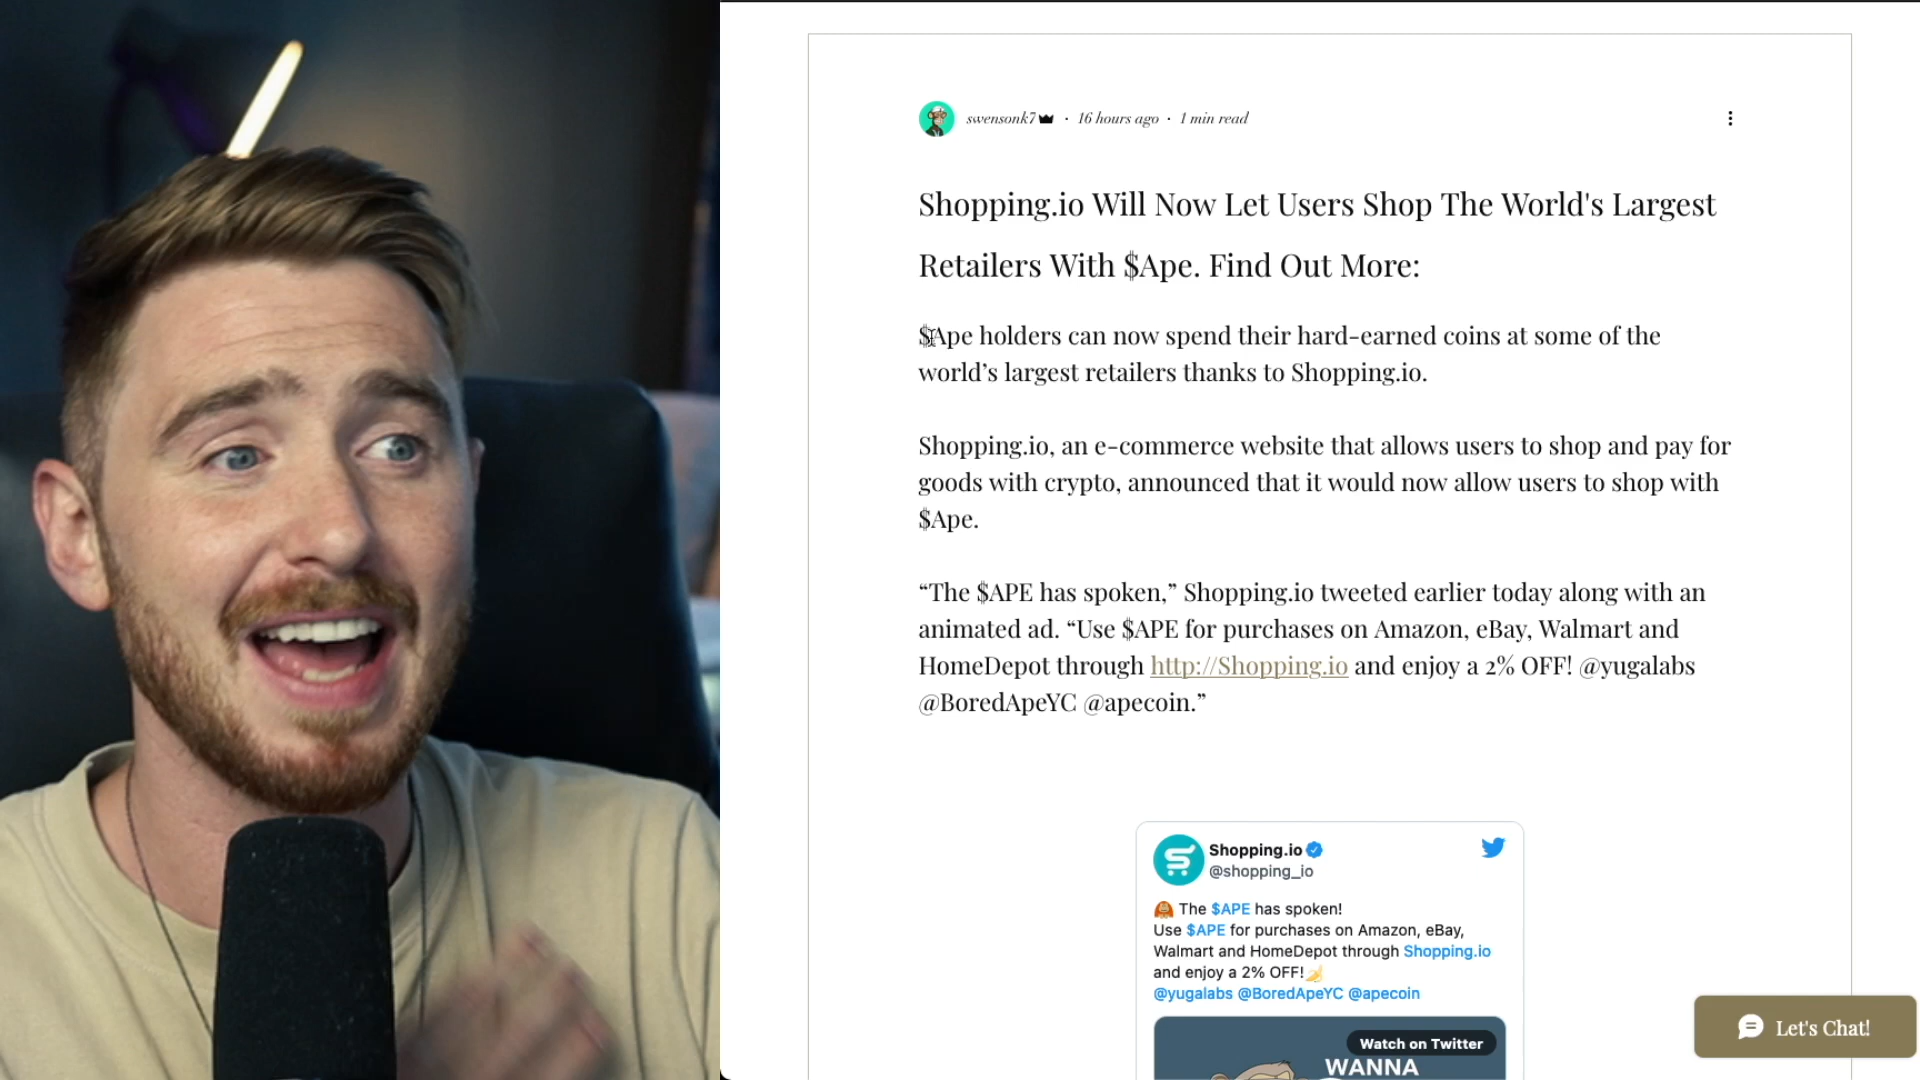 swensonk7 · 16 hours ago · 1 min read
Shopping.io Will Now Let Users Shop The World's Largest
Retailers With $Ape. Find Out More:
$Ape holders can now spend their hard-earned coins at some of the
world’s largest retailers thanks to Shopping.io.
Shopping.io, an e-commerce website that allows users to shop and pay for
goods with crypto, announced that it would now allow users to shop with
$Ape.
“The $APE has spoken,” Shopping.io tweeted earlier today along with an
animated ad. “Use $APE for purchases on Amazon, eBay, Walmart and
HomeDepot through http://Shopping.io and enjoy a 2% OFF! @yugalabs
@BoredApeYC @apecoin.”
Shopping.io
@shopping_io
The $APE has spoken!
Use $APE for purchases on Amazon, eBay,
Walmart and HomeDepot through Shopping.io
and enjoy a 2% OFF!
@yugalabs @BoredApeYC @apecoin
Watch on Twitter
WANNA
Let's Chat!